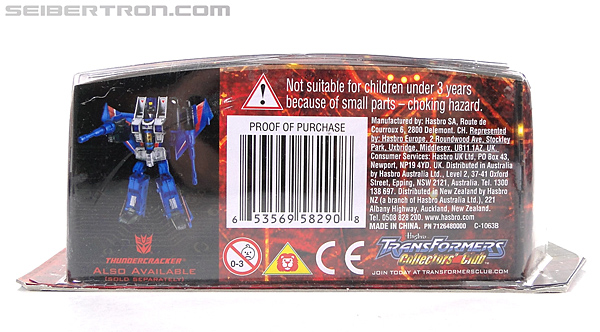 SEIBERTRON.COM
Not suitable for children under 3 years
because of small parts – choking hazard.
PROOF OF PURCHASE
6 53569 58290 8
0-3
Manufactured by: Hasbro SA, Route de
Courroux 6, 2800 Delemont. CH. Represented
by: Hasbro Europe, 2 Roundwood Ave, Stockley
Park, Uxbridge, Middlesex, UB11 1AZ. UK.
Consumer Services: Hasbro UK Ltd, PO Box 43,
Newport, NP19 4YD. UK. Distributed in Australia
by Hasbro Australia Ltd., Level 2, 37-41 Oxford
Street, Epping, NSW 2121, Australia. Tel. 1300
138 697. Distributed in New Zealand by Hasbro
NZ (a branch of Hasbro Australia Ltd.), 221
Albany Highway, Auckland, New Zealand.
Tel. 0508 828 200. www.hasbro.com
MADE IN CHINA. PN 7126480000 C-1063B
Hasbro
TRANSFORMERS
Collectors' Club™
JOIN TODAY AT TRANSFORMERSCLUB.COM
THUNDERCRACKER™
ALSO AVAILABLE
(SOLD SEPARATELY)